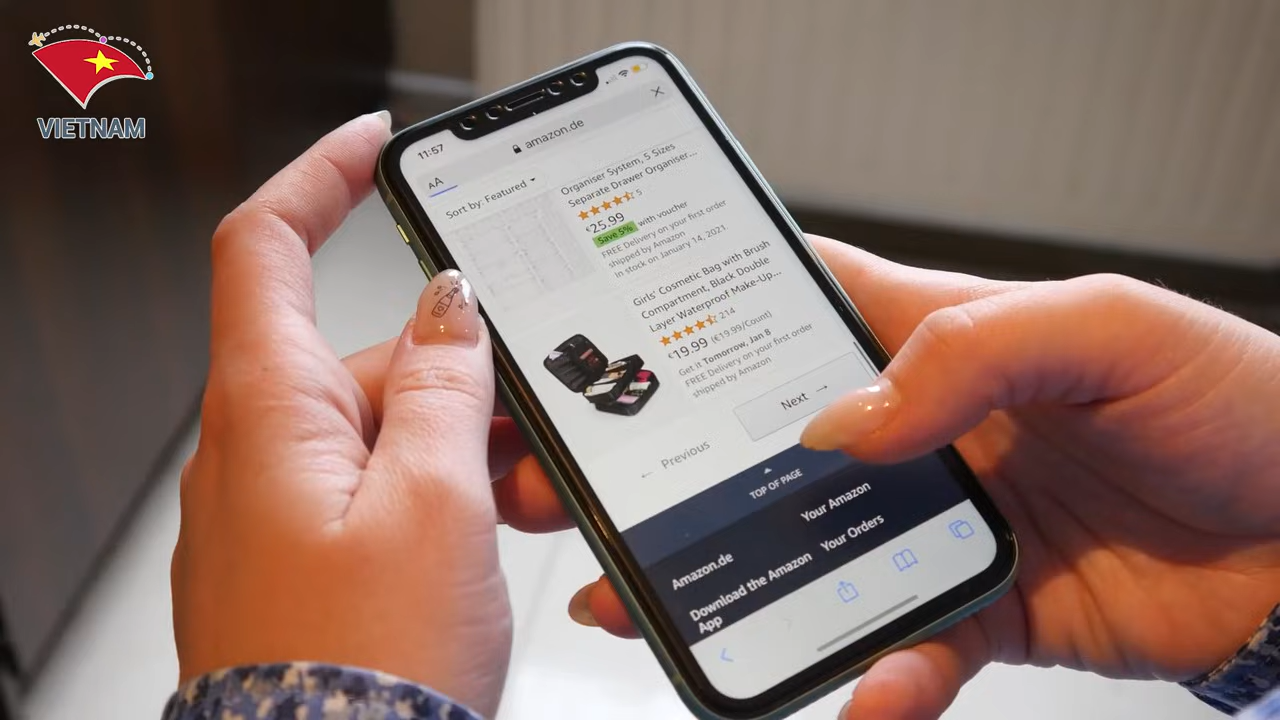 VIETNAM
11:57
amazon.de
AA
Sort by: Featured
Organiser System, 5 Sizes
Separate Drawer Organiser...
5
€25.99
Save 5% with voucher
FREE Delivery on your first order
shipped by Amazon
in stock on January 14, 2021.
Girls' Cosmetic Bag with Brush
Compartment, Black Double
Layer Waterproof Make-Up...
214
€19.99 (€19.99/Count)
Get it Tomorrow, Jan 8
FREE Delivery on your first order
shipped by Amazon
← Previous
Next →
TOP OF PAGE
Amazon.de
Your Amazon
Download the Amazon
App
Your Orders